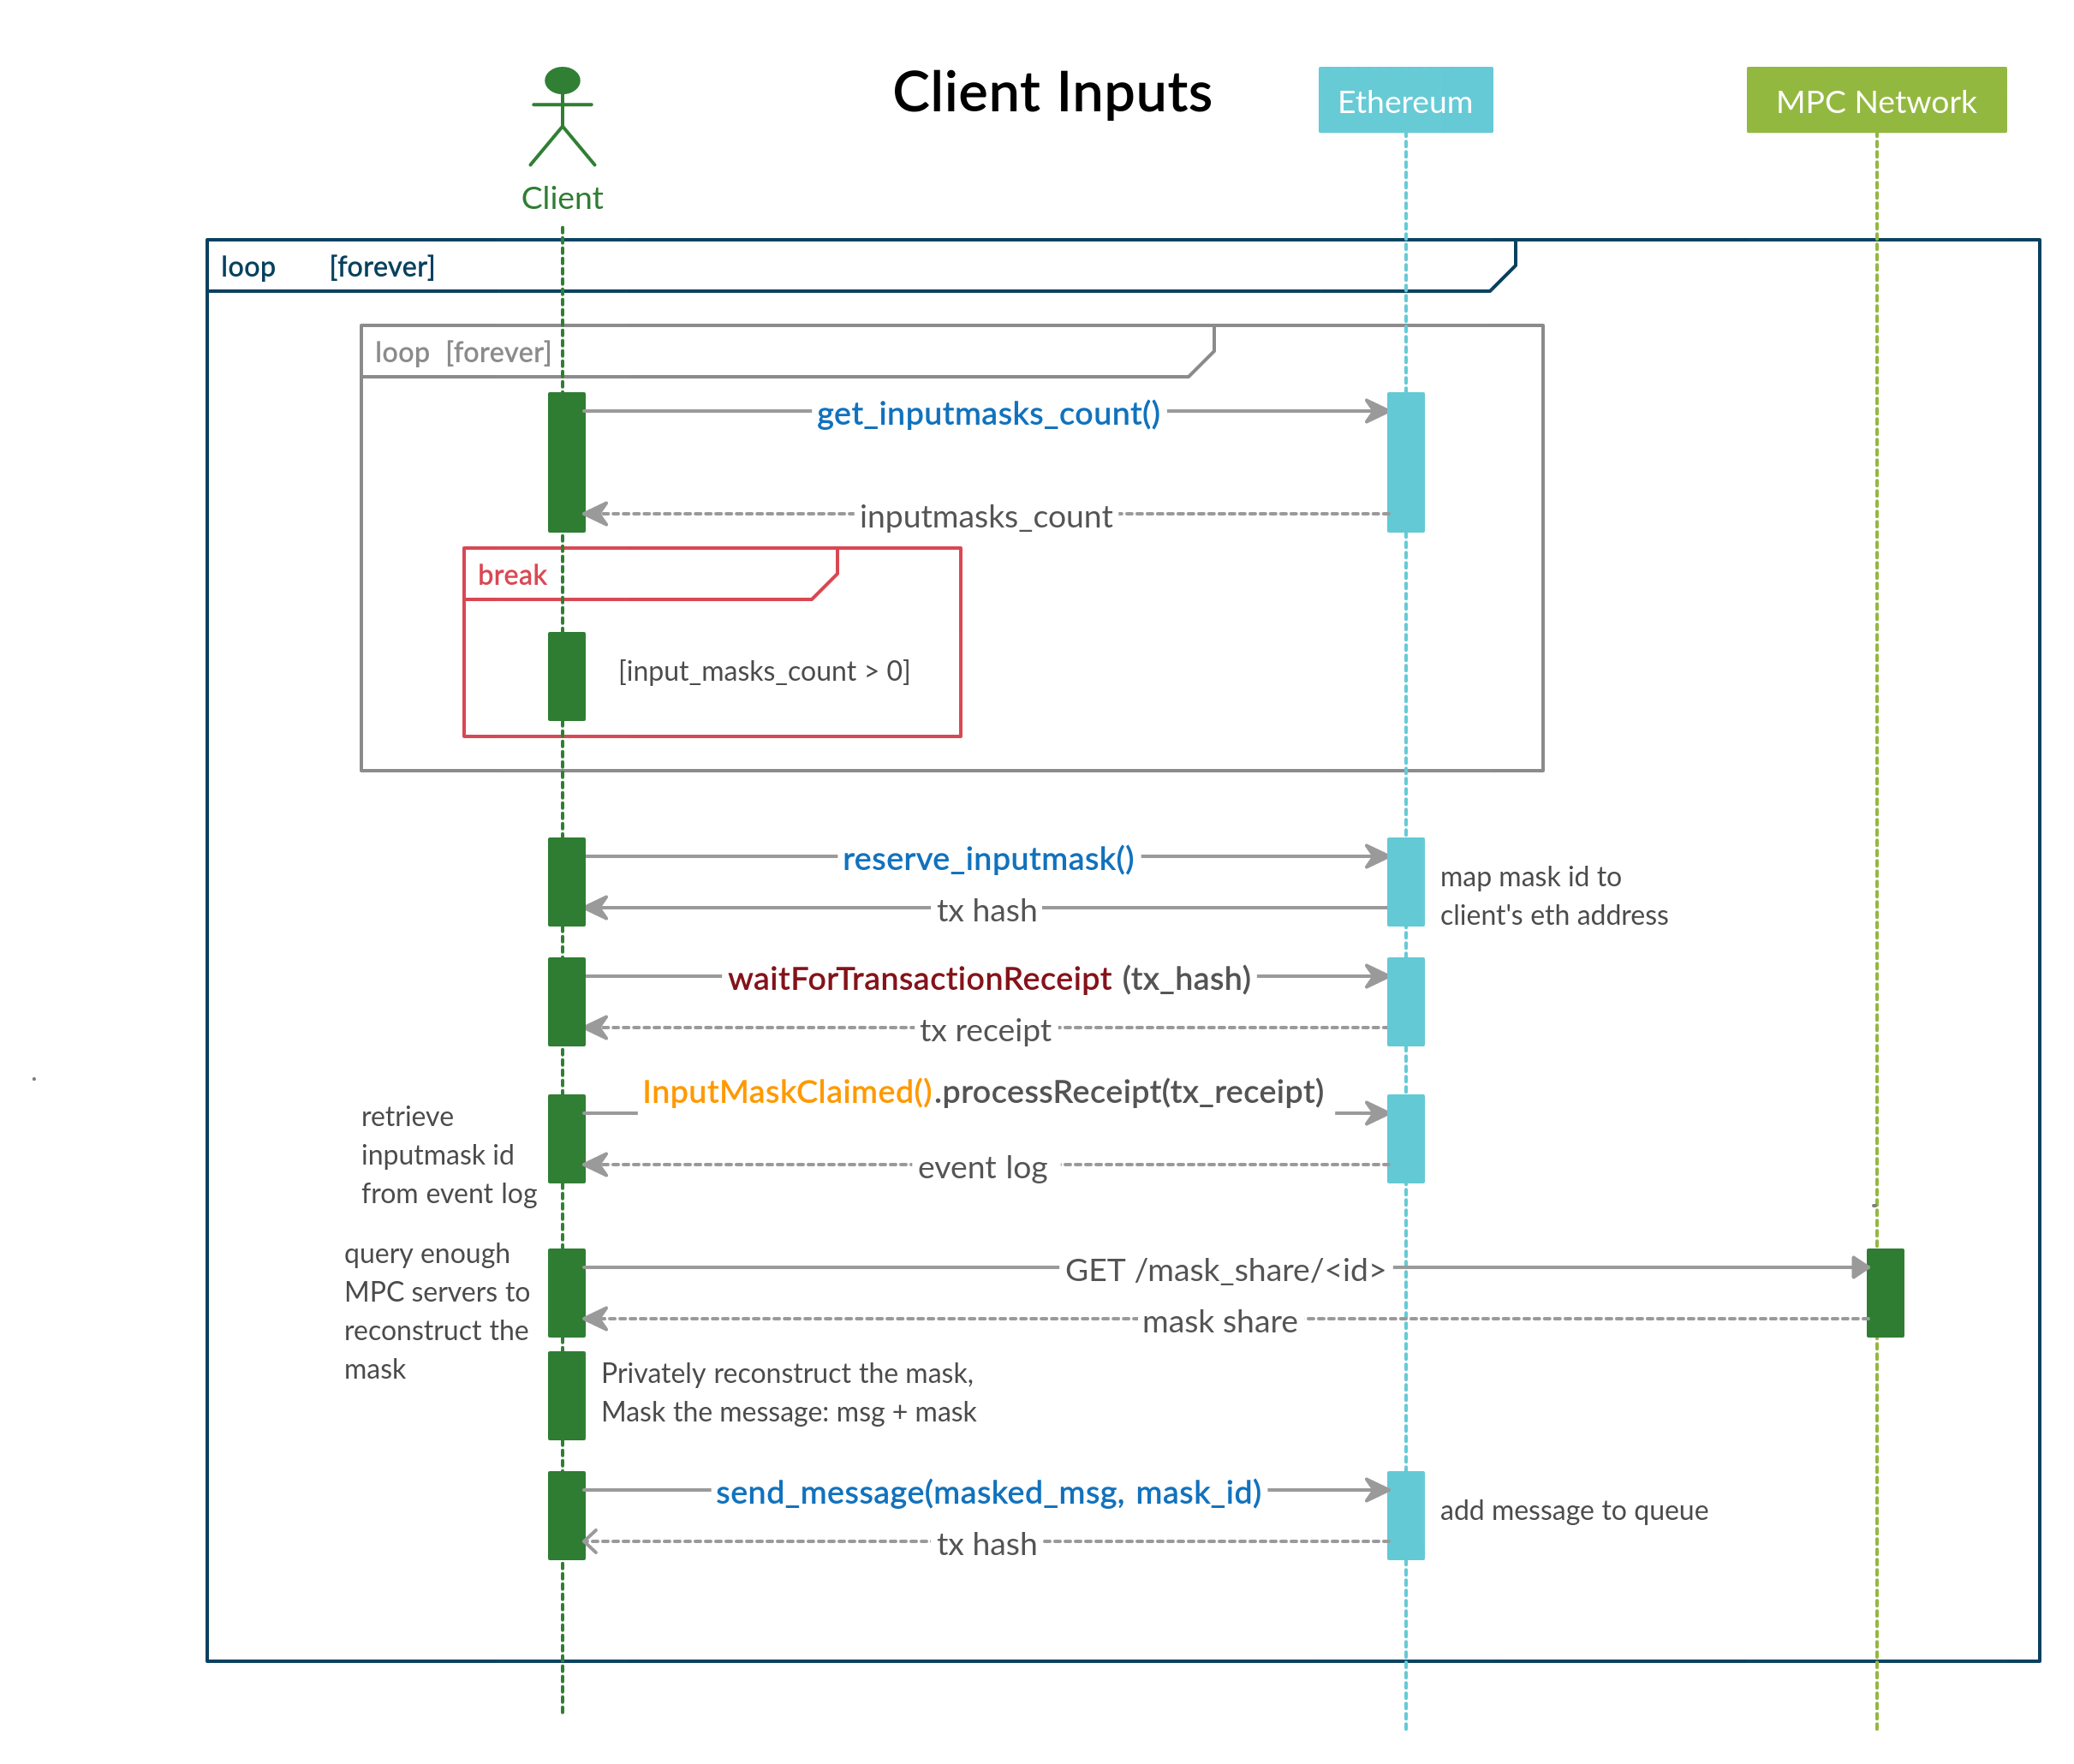 Client Inputs
Ethereum
MPC Network
Client
loop [forever]
loop [forever]
get_inputmasks_count()
inputmasks_count
break
[input_masks_count > 0]
reserve_inputmask()
map mask id to
client's eth address
tx hash
waitForTransactionReceipt (tx_hash)
tx receipt
InputMaskClaimed().processReceipt(tx_receipt)
retrieve
inputmask id
from event log
event log
query enough
MPC servers to
reconstruct the
mask
GET /mask_share/<id>
mask share
Privately reconstruct the mask,
Mask the message: msg + mask
send_message(masked_msg, mask_id)
add message to queue
tx hash